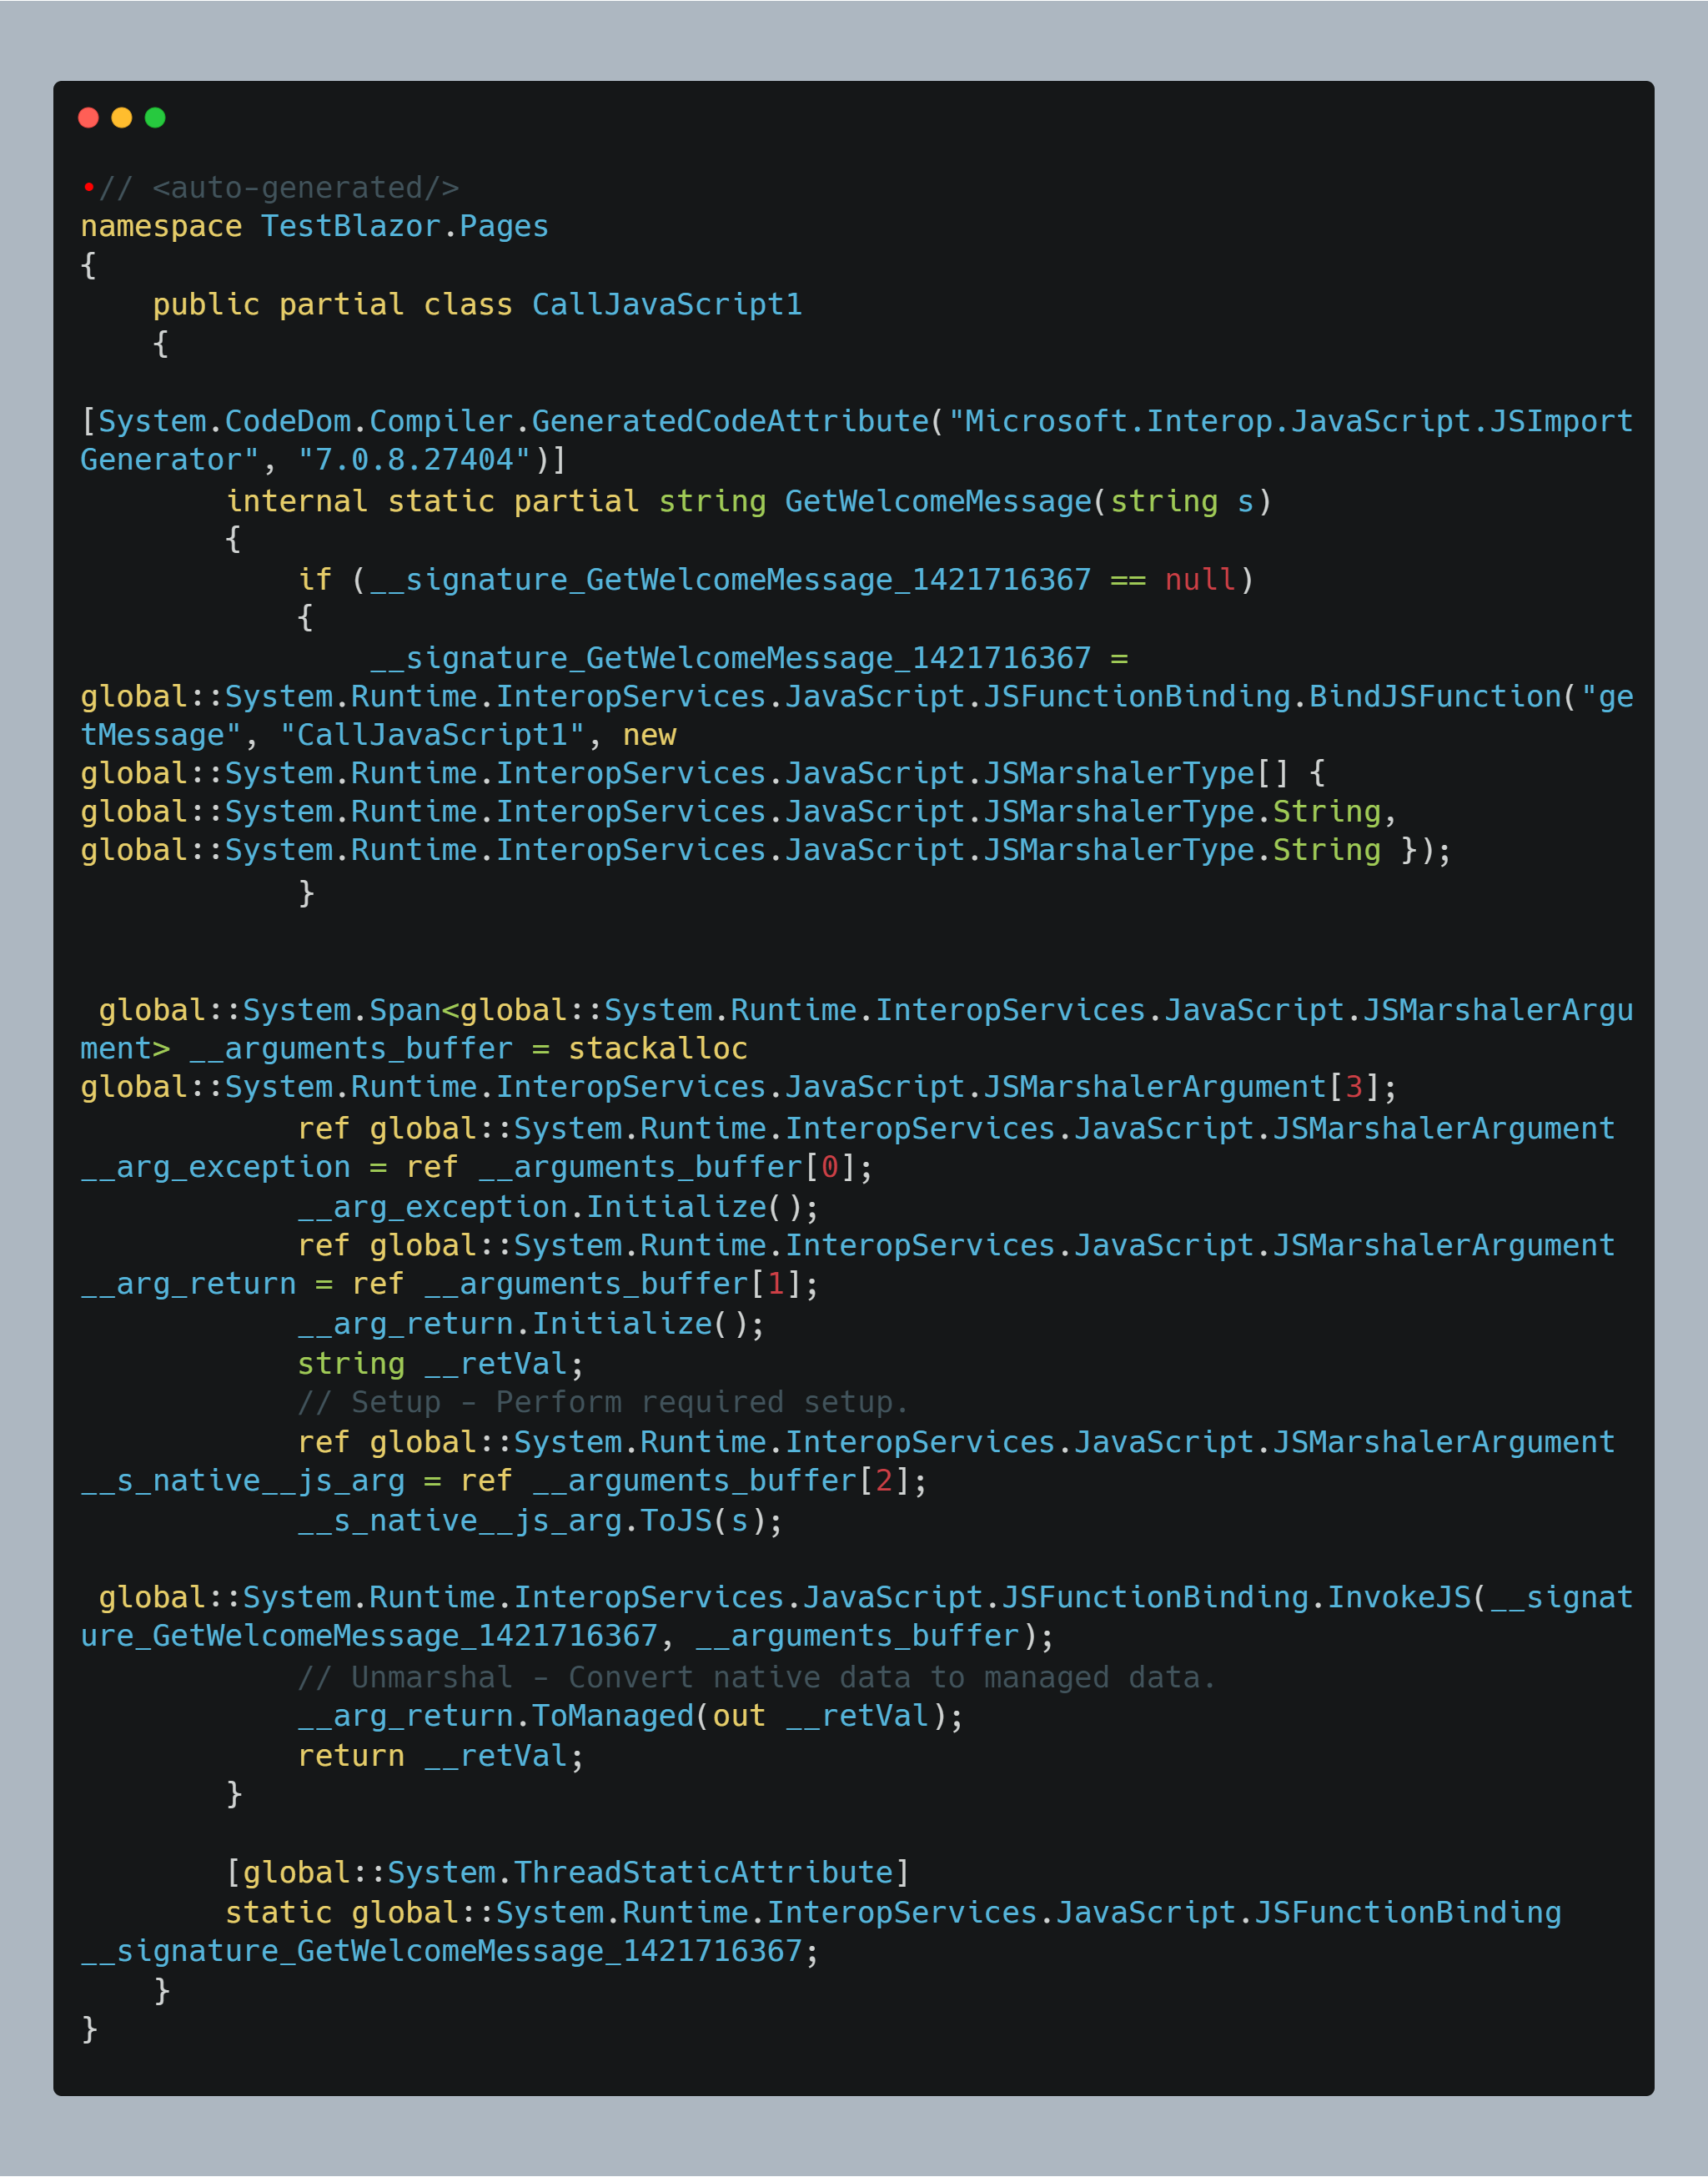 •// <auto-generated/>
namespace TestBlazor.Pages
{
    public partial class CallJavaScript1
    {

[System.CodeDom.Compiler.GeneratedCodeAttribute("Microsoft.Interop.JavaScript.JSImport
Generator", "7.0.8.27404")]
        internal static partial string GetWelcomeMessage(string s)
        {
            if (__signature_GetWelcomeMessage_1421716367 == null)
            {
                __signature_GetWelcomeMessage_1421716367 =
global::System.Runtime.InteropServices.JavaScript.JSFunctionBinding.BindJSFunction("ge
tMessage", "CallJavaScript1", new
global::System.Runtime.InteropServices.JavaScript.JSMarshalerType[] {
global::System.Runtime.InteropServices.JavaScript.JSMarshalerType.String,
global::System.Runtime.InteropServices.JavaScript.JSMarshalerType.String });
            }

 global::System.Span<global::System.Runtime.InteropServices.JavaScript.JSMarshalerArgu
ment> __arguments_buffer = stackalloc
global::System.Runtime.InteropServices.JavaScript.JSMarshalerArgument[3];
            ref global::System.Runtime.InteropServices.JavaScript.JSMarshalerArgument
__arg_exception = ref __arguments_buffer[0];
            __arg_exception.Initialize();
            ref global::System.Runtime.InteropServices.JavaScript.JSMarshalerArgument
__arg_return = ref __arguments_buffer[1];
            __arg_return.Initialize();
            string __retVal;
            // Setup - Perform required setup.
            ref global::System.Runtime.InteropServices.JavaScript.JSMarshalerArgument
__s_native__js_arg = ref __arguments_buffer[2];
            __s_native__js_arg.ToJS(s);

 global::System.Runtime.InteropServices.JavaScript.JSFunctionBinding.InvokeJS(__signat
ure_GetWelcomeMessage_1421716367, __arguments_buffer);
            // Unmarshal - Convert native data to managed data.
            __arg_return.ToManaged(out __retVal);
            return __retVal;
        }

        [global::System.ThreadStaticAttribute]
        static global::System.Runtime.InteropServices.JavaScript.JSFunctionBinding
__signature_GetWelcomeMessage_1421716367;
    }
}